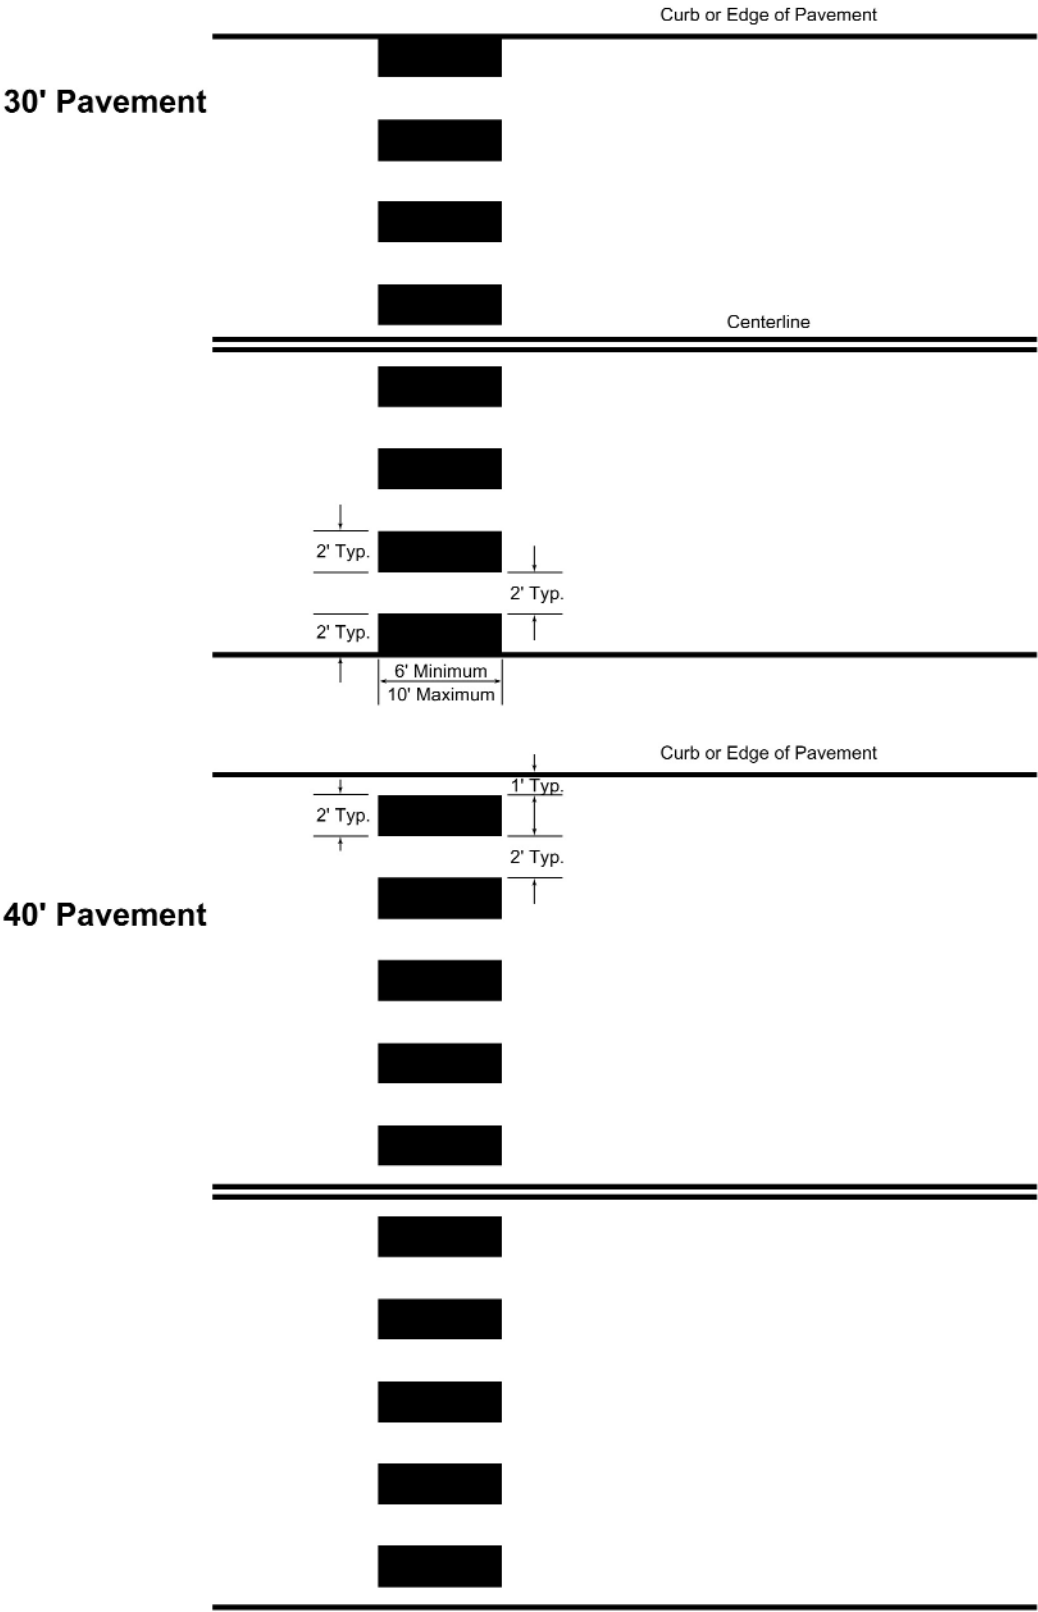 Curb or Edge of Pavement
30' Pavement
Centerline
2' Typ.
2' Typ.
2' Typ.
6' Minimum
10' Maximum
Curb or Edge of Pavement
1' Typ.
2' Typ.
2' Typ.
40' Pavement